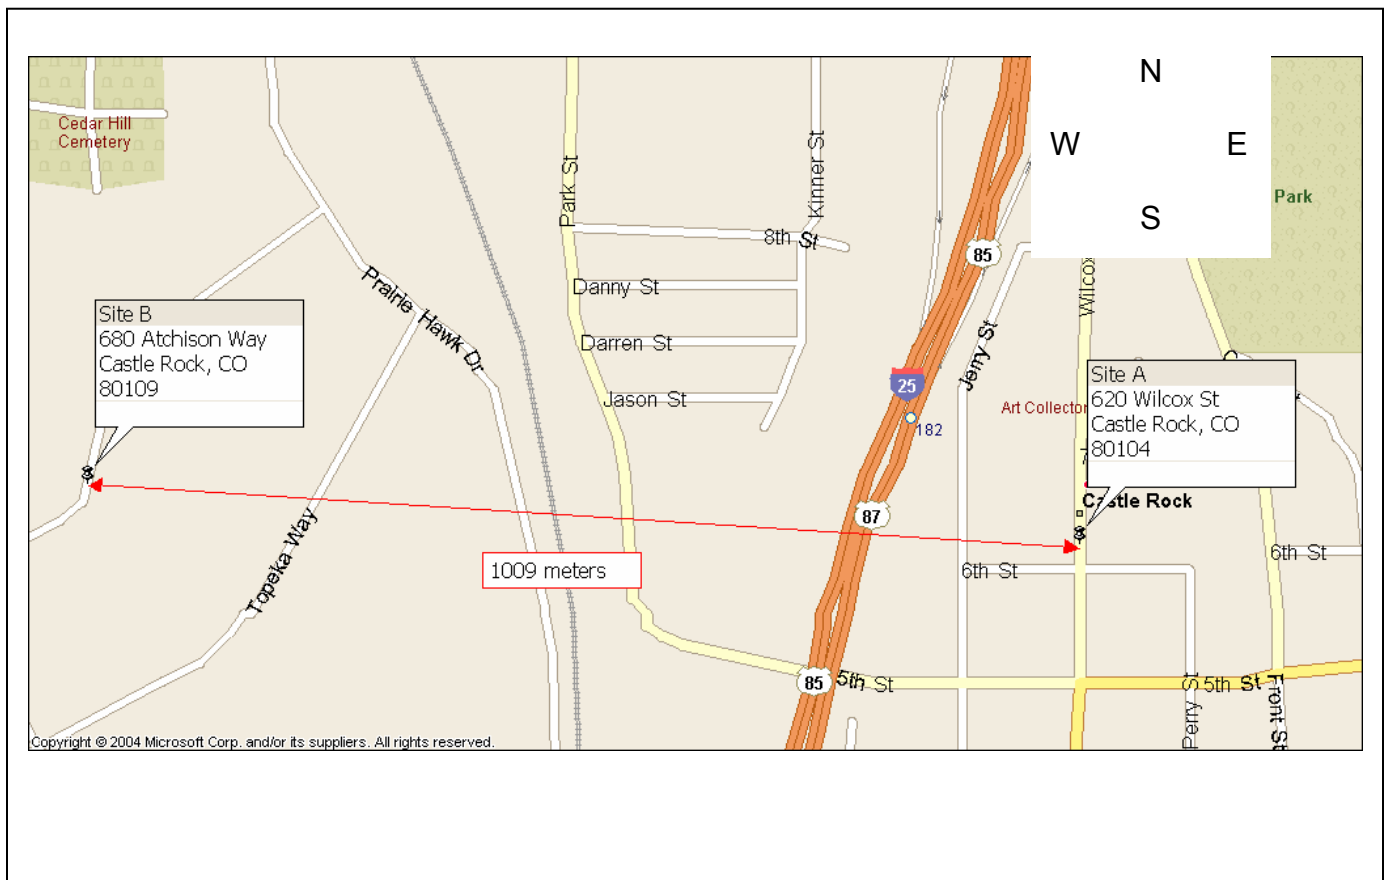 N
W
E
S
Cedar Hill
Cemetery
Park St
Kinner St
Park
8th St
85
Wilcox
Danny St
Prairie Hawk Dr
Darren St
Jerry St
Site B
680 Atchison Way
Castle Rock, CO
80109
25
Site A
620 Wilcox St
Castle Rock, CO
80104
Jason St
Art Collector
182
Castle Rock
87
Topeka Way
1009 meters
6th St
6th St
85
5th St
5th St
Perry St
Front St
Copyright © 2004 Microsoft Corp. and/or its suppliers. All rights reserved.